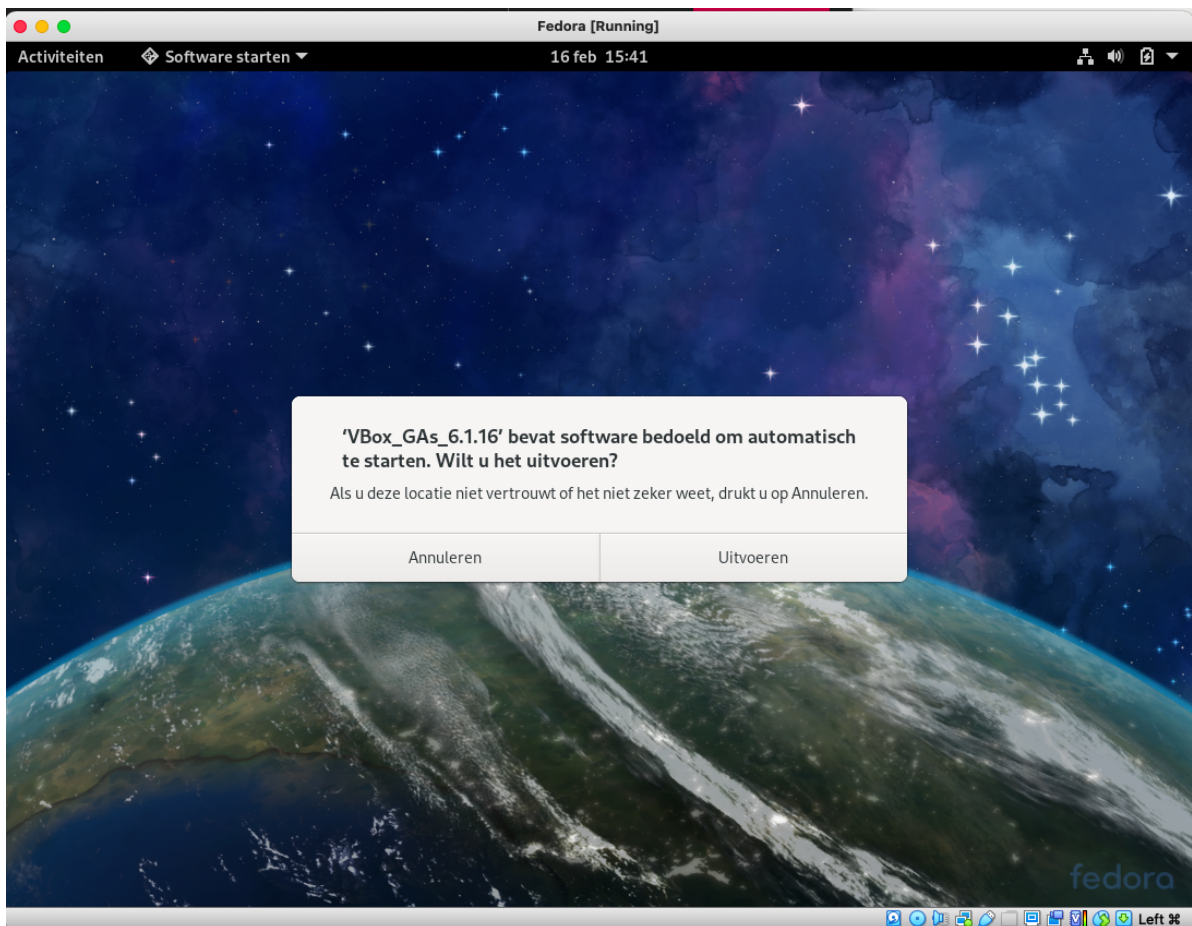 Fedora [Running]
Activiteiten Software starten 16 feb 15:41
‘VBox_GAs_6.1.16’ bevat software bedoeld om automatisch
te starten. Wilt u het uitvoeren?
Als u deze locatie niet vertrouwt of het niet zeker weet, drukt u op Annuleren.
Annuleren Uitvoeren
fedora
Left ⌘